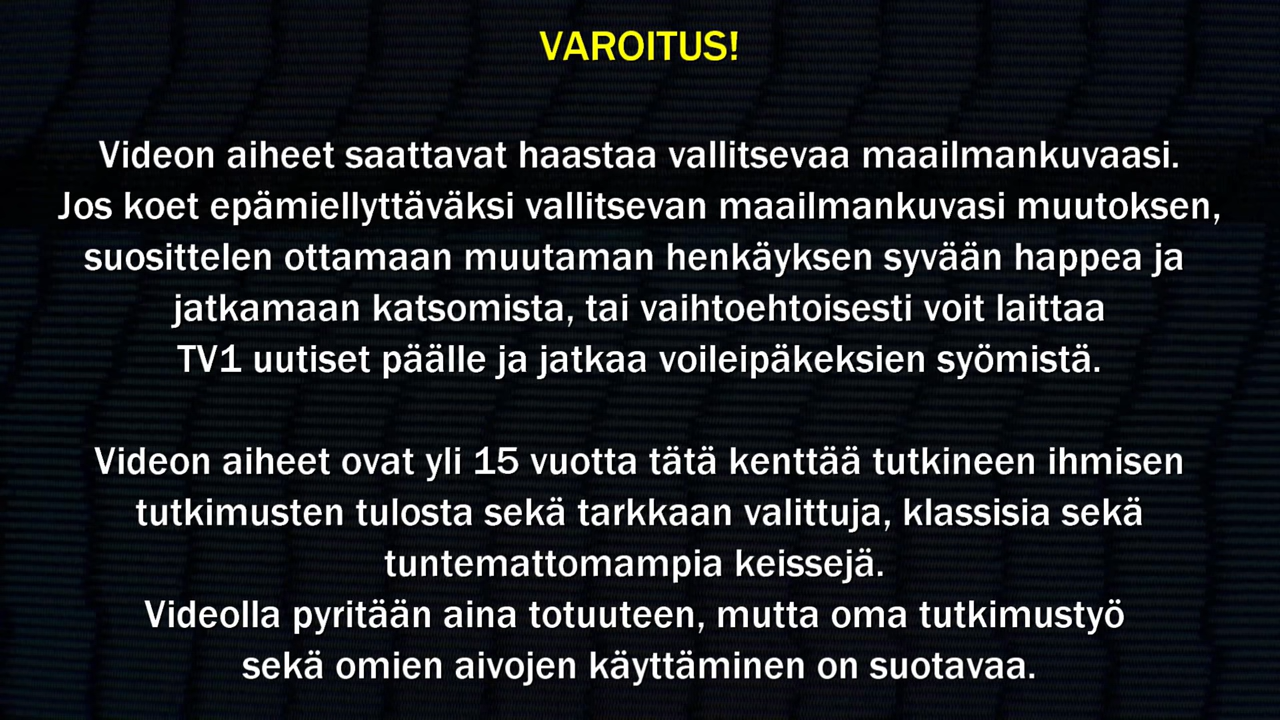 VAROITUS!
Videon aiheet saattavat haastaa vallitsevaa maailmankuvaasi.
Jos koet epämiellyttäväksi vallitsevan maailmankuvasi muutoksen,
suosittelen ottamaan muutaman henkäyksen syvään happea ja
jatkamaan katsomista, tai vaihtoehtoisesti voit laittaa
TV1 uutiset päälle ja jatkaa voileipäkeksien syömistä.
Videon aiheet ovat yli 15 vuotta tätä kenttää tutkineen ihmisen
tutkimusten tulosta sekä tarkkaan valittuja, klassisia sekä
tuntemattomampia keissejä.
Videolla pyritään aina totuuteen, mutta oma tutkimustyö
sekä omien aivojen käyttäminen on suotavaa.